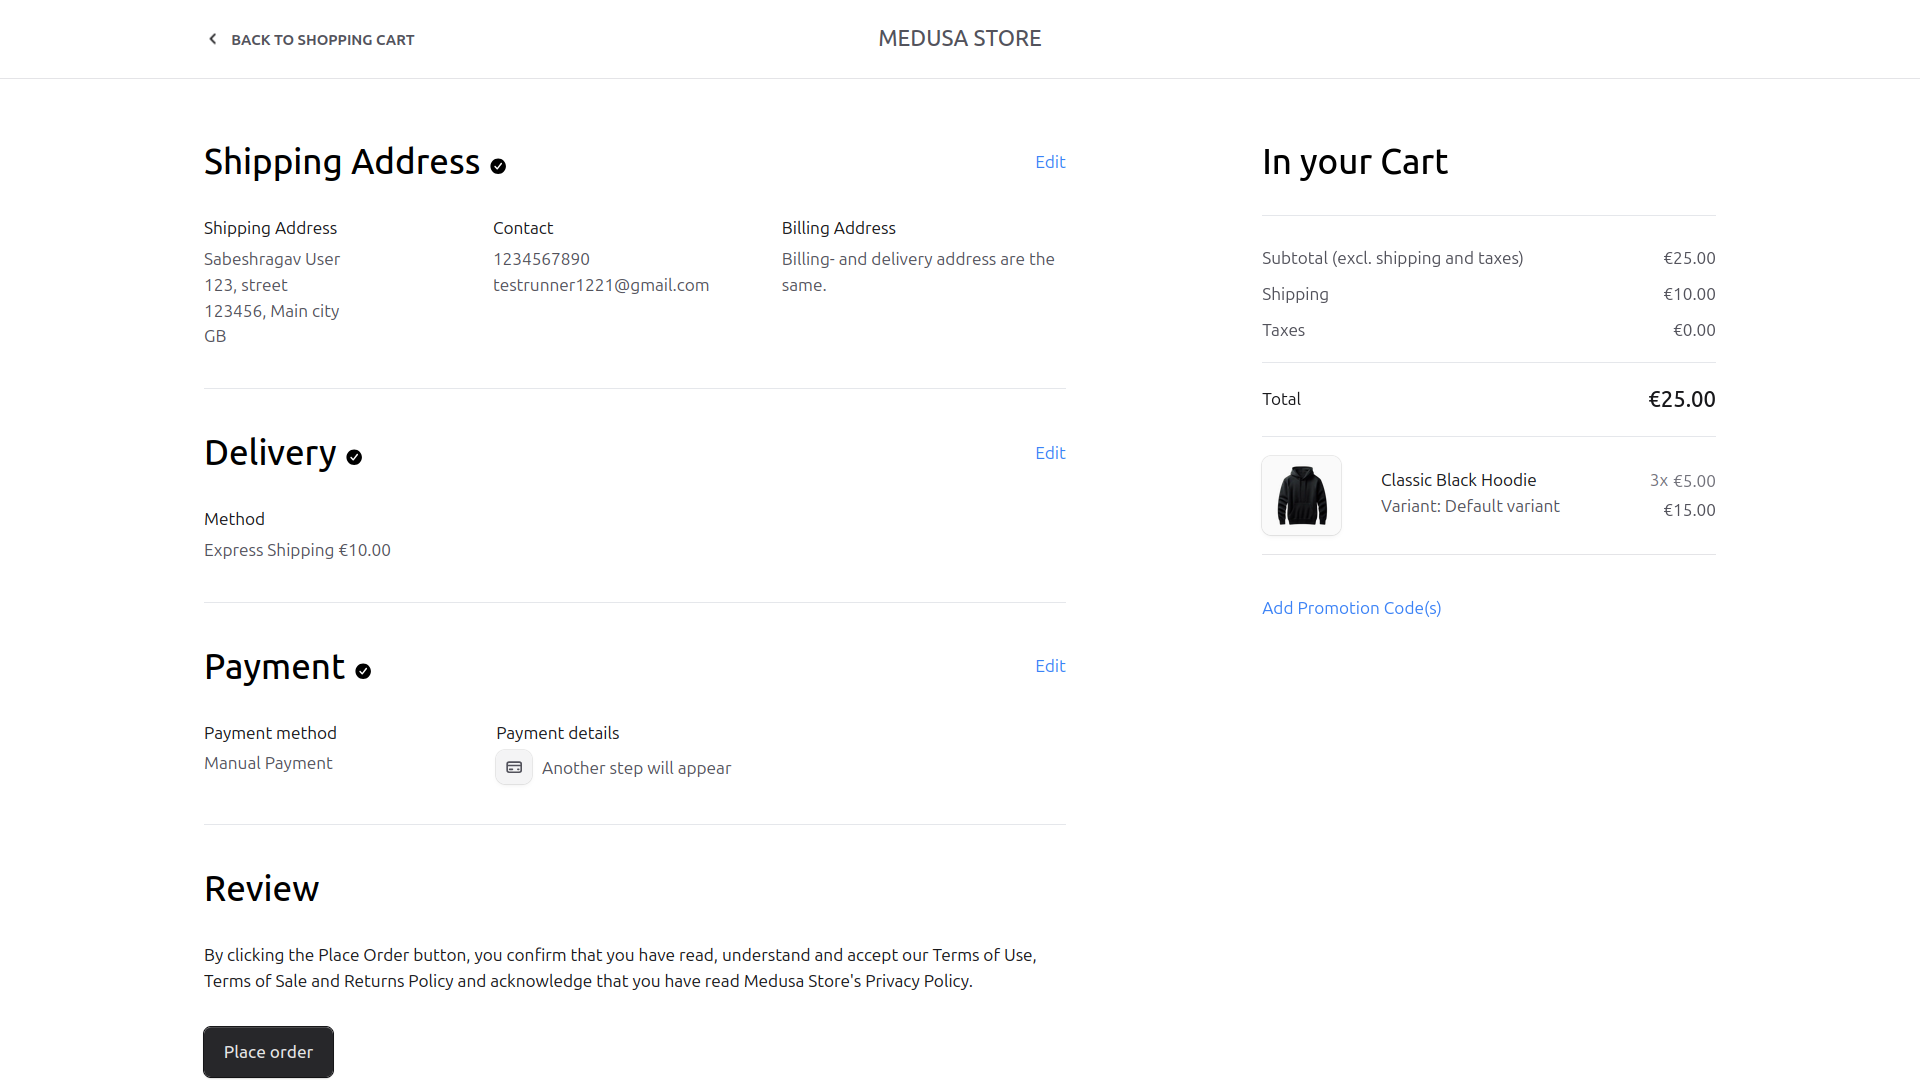 BACK TO SHOPPING CART
MEDUSA STORE
Shipping Address
Edit
Shipping Address
Sabeshragav User
123, street
123456, Main city
GB
Contact
1234567890
testrunner1221@gmail.com
Billing Address
Billing- and delivery address are the
same.
Delivery
Edit
Method
Express Shipping €10.00
Payment
Edit
Payment method
Manual Payment
Payment details
Another step will appear
Review
By clicking the Place Order button, you confirm that you have read, understand and accept our Terms of Use,
Terms of Sale and Returns Policy and acknowledge that you have read Medusa Store's Privacy Policy.
Place order
In your Cart
Subtotal (excl. shipping and taxes) €25.00
Shipping €10.00
Taxes €0.00
Total €25.00
Classic Black Hoodie 3x €5.00
Variant: Default variant €15.00
Add Promotion Code(s)